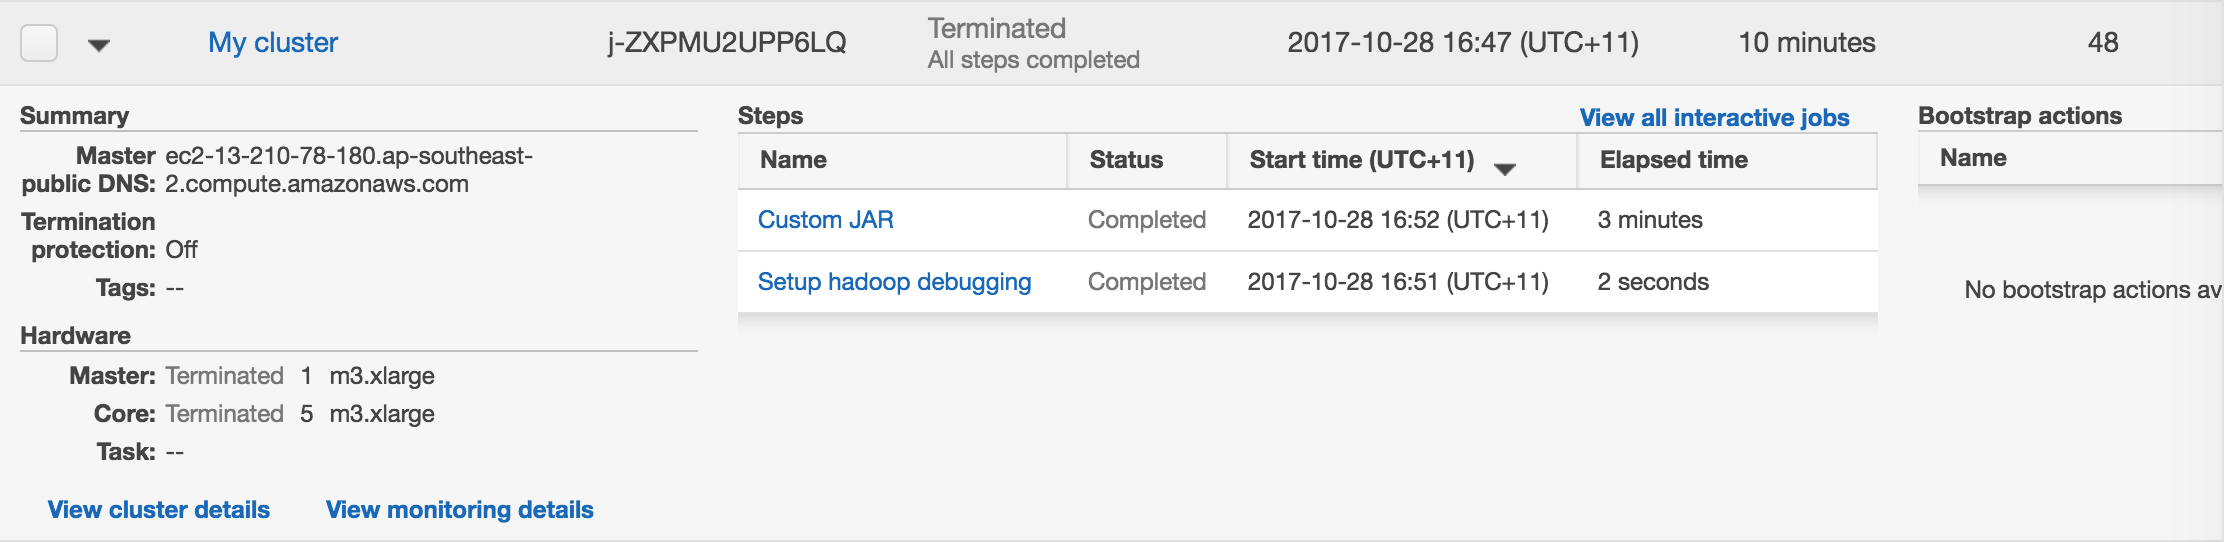 My cluster j-ZXPMU2UPP6LQ Terminated 2017-10-28 16:47 (UTC+11) 10 minutes 48
All steps completed
Summary
Master public DNS: ec2-13-210-78-180.ap-southeast-
2.compute.amazonaws.com
Termination
protection: Off
Tags: --
Hardware
Master: Terminated 1 m3.xlarge
Core: Terminated 5 m3.xlarge
Task: --
View cluster details View monitoring details
Steps View all interactive jobs
Name Status Start time (UTC+11) Elapsed time
Custom JAR Completed 2017-10-28 16:52 (UTC+11) 3 minutes
Setup hadoop debugging Completed 2017-10-28 16:51 (UTC+11) 2 seconds
Bootstrap actions
Name
No bootstrap actions av